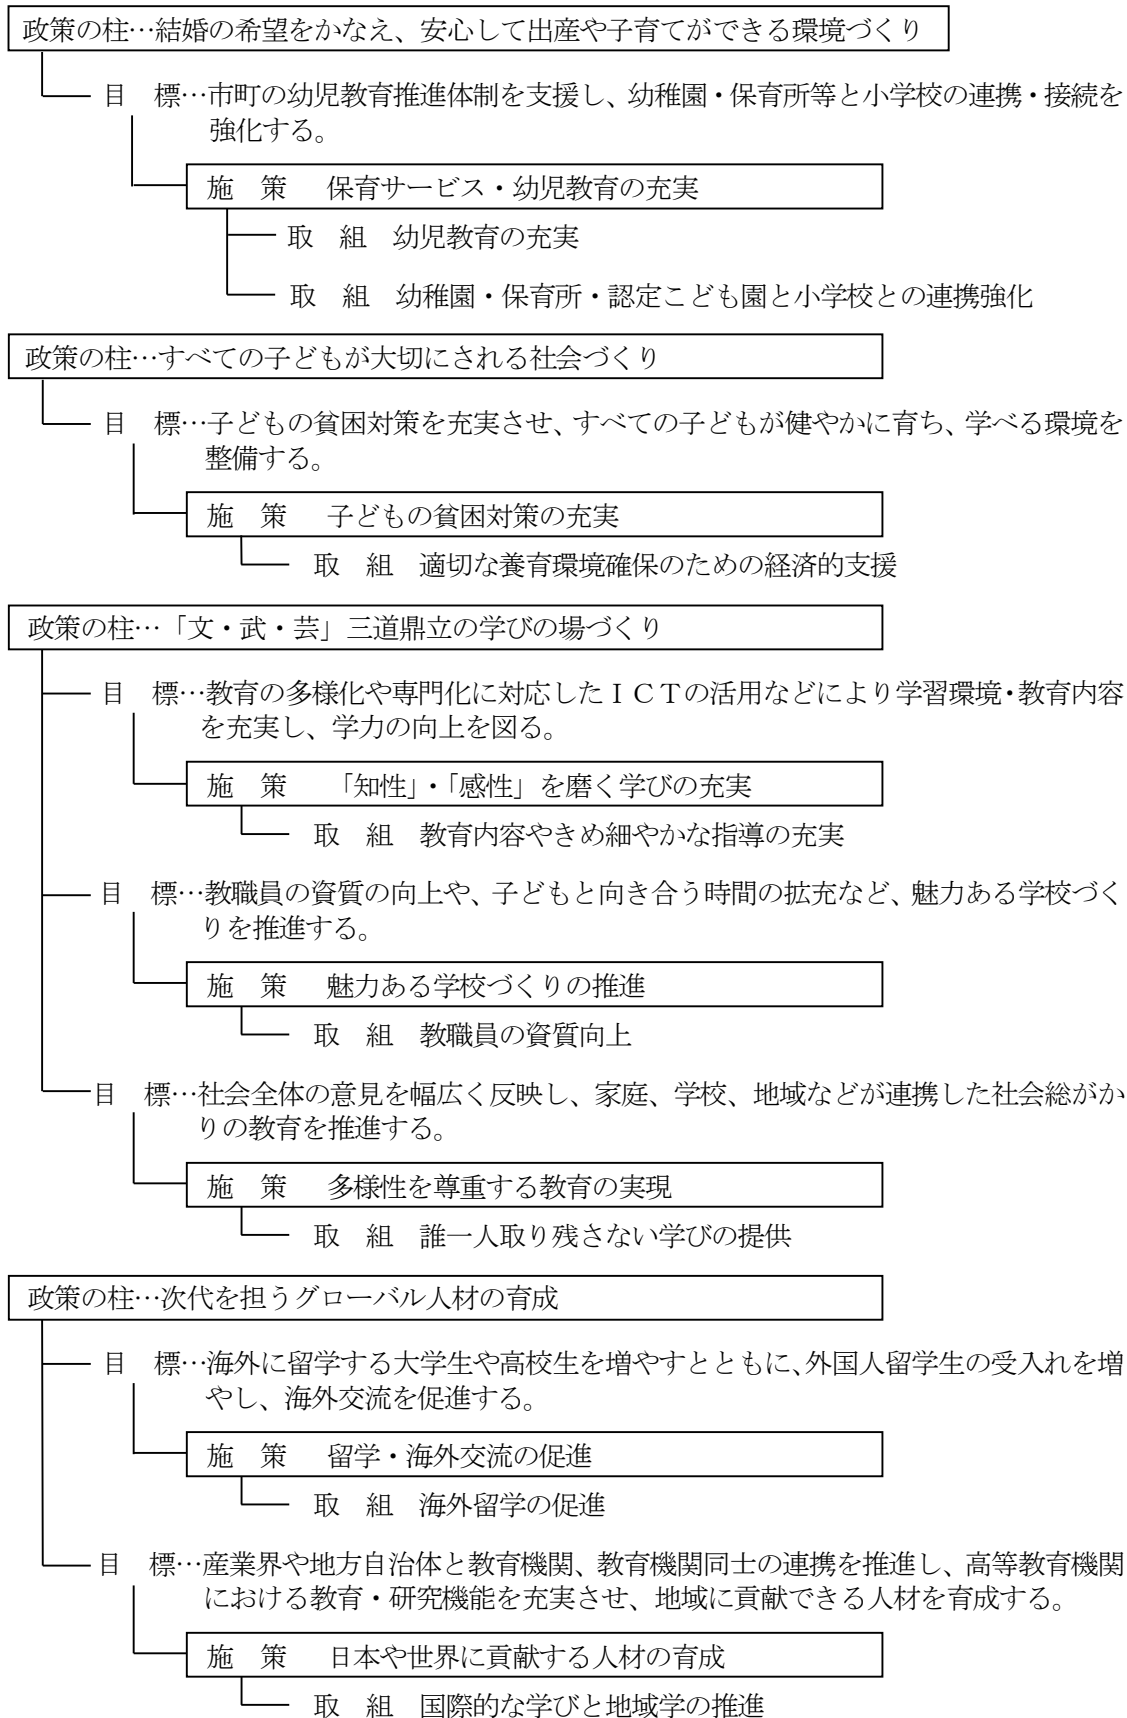 政策の柱…結婚の希望をかなえ、安心して出産や子育てができる環境づくり
目　標…市町の幼児教育推進体制を支援し、幼稚園・保育所等と小学校の連携・接続を
強化する。
施　策　保育サービス・幼児教育の充実
取　組　幼児教育の充実
取　組　幼稚園・保育所・認定こども園と小学校との連携強化
政策の柱…すべての子どもが大切にされる社会づくり
目　標…子どもの貧困対策を充実させ、すべての子どもが健やかに育ち、学べる環境を
整備する。
施　策　子どもの貧困対策の充実
取　組　適切な養育環境確保のための経済的支援
政策の柱…「文・武・芸」三道鼎立の学びの場づくり
目　標…教育の多様化や専門化に対応したＩＣＴの活用などにより学習環境・教育内容
を充実し、学力の向上を図る。
施　策　「知性」・「感性」を磨く学びの充実
取　組　教育内容やきめ細やかな指導の充実
目　標…教職員の資質の向上や、子どもと向き合う時間の拡充など、魅力ある学校づく
りを推進する。
施　策　魅力ある学校づくりの推進
取　組　教職員の資質向上
目　標…社会全体の意見を幅広く反映し、家庭、学校、地域などが連携した社会総がか
りの教育を推進する。
施　策　多様性を尊重する教育の実現
取　組　誰一人取り残さない学びの提供
政策の柱…次代を担うグローバル人材の育成
目　標…海外に留学する大学生や高校生を増やすとともに、外国人留学生の受入れを増
やし、海外交流を促進する。
施　策　留学・海外交流の促進
取　組　海外留学の促進
目　標…産業界や地方自治体と教育機関、教育機関同士の連携を推進し、高等教育機関
における教育・研究機能を充実させ、地域に貢献できる人材を育成する。
施　策　日本や世界に貢献する人材の育成
取　組　国際的な学びと地域学の推進